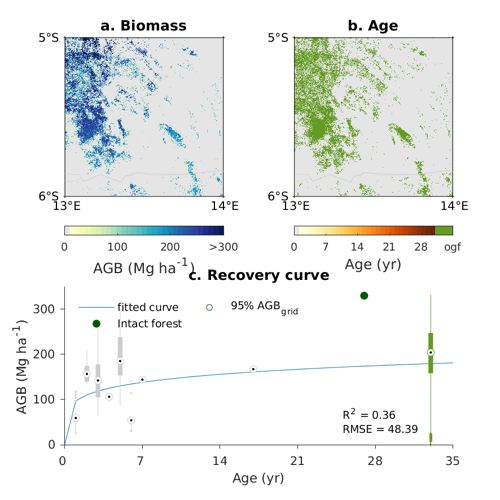 a. Biomass
b. Age
5°S
5°S
6°S
6°S
13°E
14°E
13°E
14°E
0
100
200
>300
0
7
14
21
28
ogf
AGB (Mg ha-1)
Age (yr)
c. Recovery curve
300
200
100
0
AGB (Mg ha-1)
fitted curve
95% AGBgrid
Intact forest
R2 = 0.36
RMSE = 48.39
0
7
14
21
28
35
Age (yr)